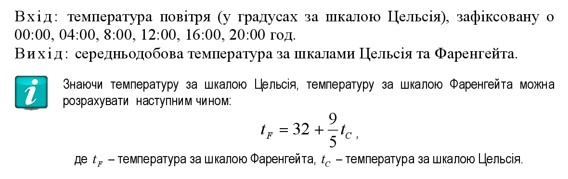 Вхід: температура повітря (у градусах за шкалою Цельсія), зафіксовану о
00:00, 04:00, 8:00, 12:00, 16:00, 20:00 год.
Вихід: середньодобова температура за шкалами Цельсія та Фаренгейта.
i
Знаючи температуру за шкалою Цельсія, температуру за шкалою Фаренгейта можна
розрахувати наступним чином:
t_F = 32 + 9/5 t_C ,
де t_F – температура за шкалою Фаренгейта, t_C – температура за шкалою Цельсія.